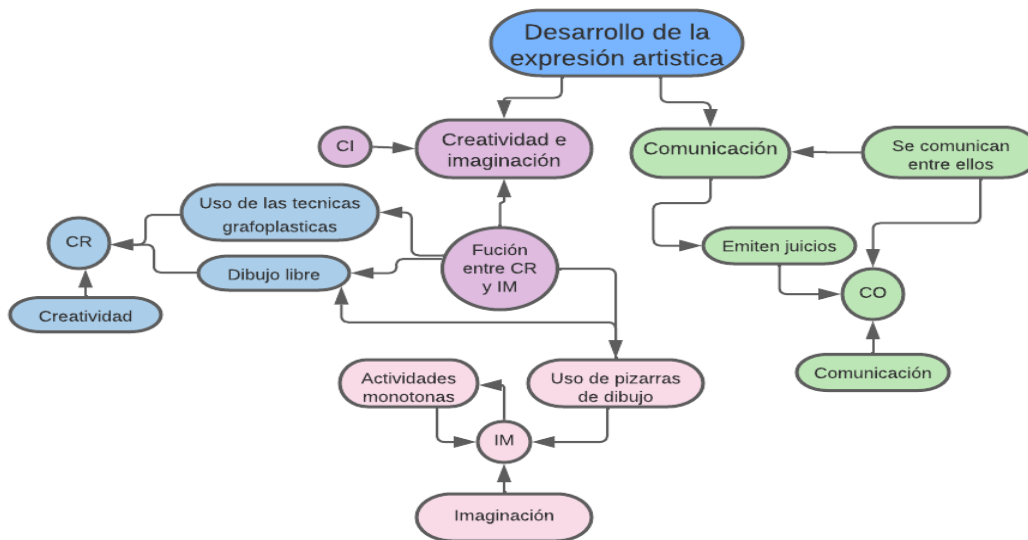 Desarrollo de la
expresión artistica
CI
Creatividad e
imaginación
Comunicación
Se comunican
entre ellos
Uso de las tecnicas
grafoplasticas
CR
Fución
entre CR
y IM
Emiten juicios
Dibujo libre
CO
Creatividad
Actividades
monotonas
Uso de pizarras
de dibujo
Comunicación
IM
Imaginación